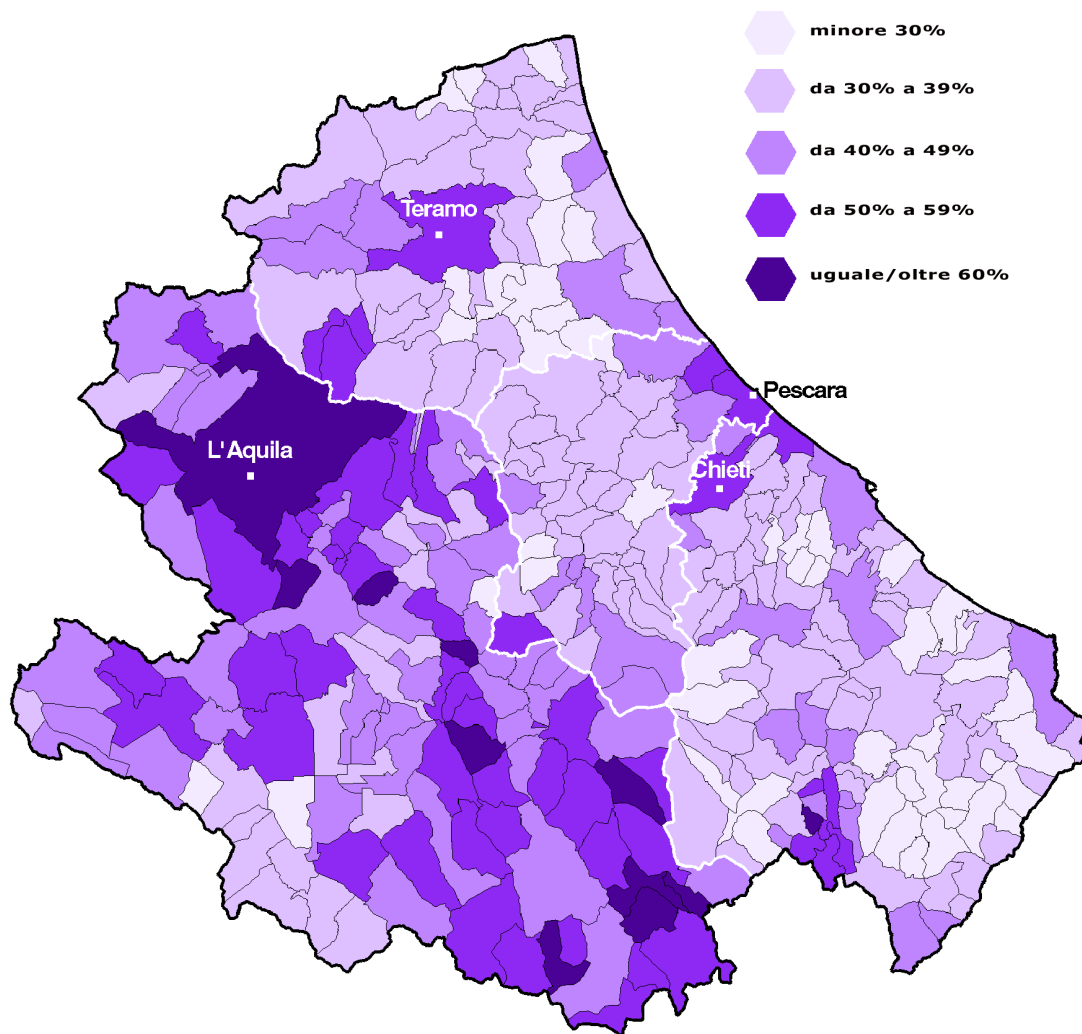 minore 30%
da 30% a 39%
da 40% a 49%
da 50% a 59%
uguale/oltre 60%
Teramo
Pescara
L'Aquila
Chieti